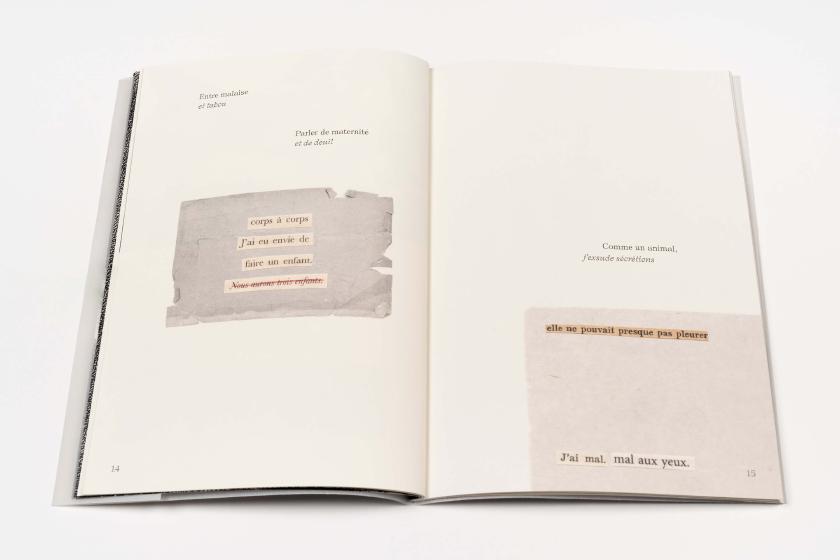 Entre malaise
et tabou
Parler de maternité
et de deuil
corps à corps
J'ai eu envie de
faire un enfant.
Nous aurons trois enfants.
14
Comme un animal,
j'exsude sécrétions
elle ne pouvait presque pas pleurer
J'ai mal. mal aux yeux.
15